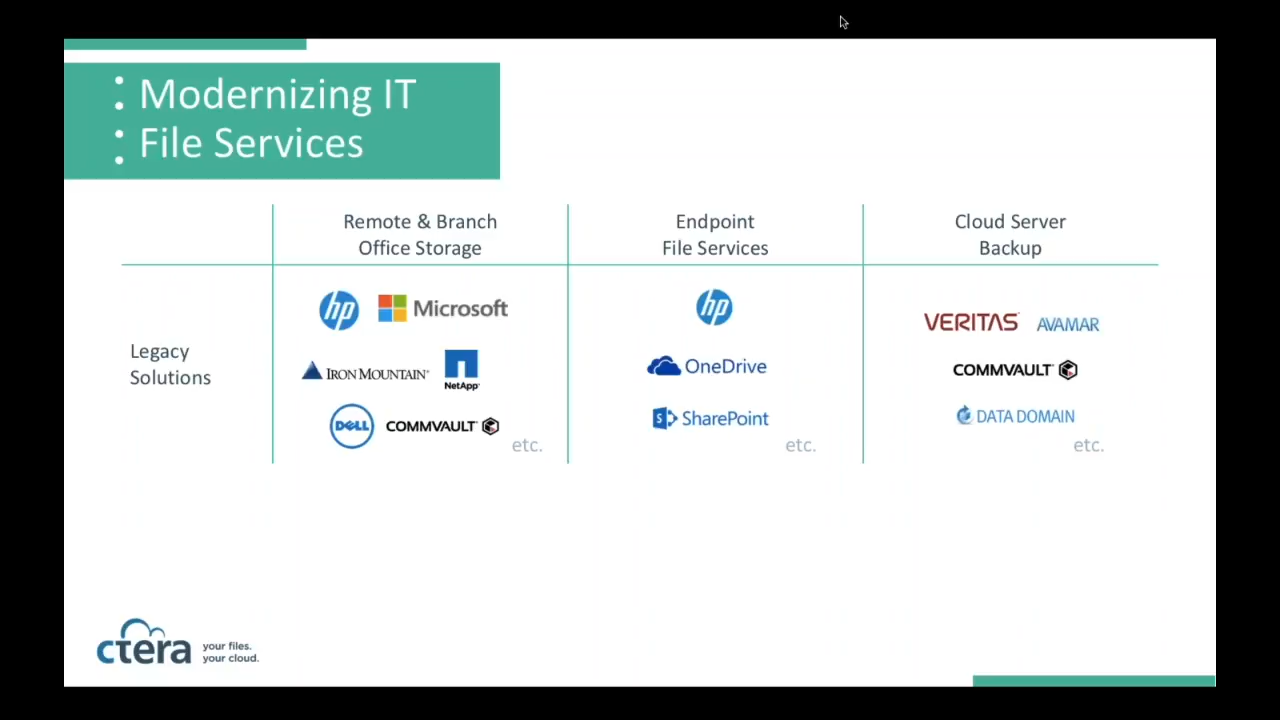 Modernizing IT
File Services
Remote & Branch
Office Storage
Endpoint
File Services
Cloud Server
Backup
Legacy
Solutions
hp Microsoft
IRON MOUNTAIN® NetApp®
DELL COMMVAULT
etc.
hp
OneDrive
SharePoint
etc.
VERITAS AVAMAR
COMMVAULT
DATA DOMAIN
etc.
ctera your files.
your cloud.